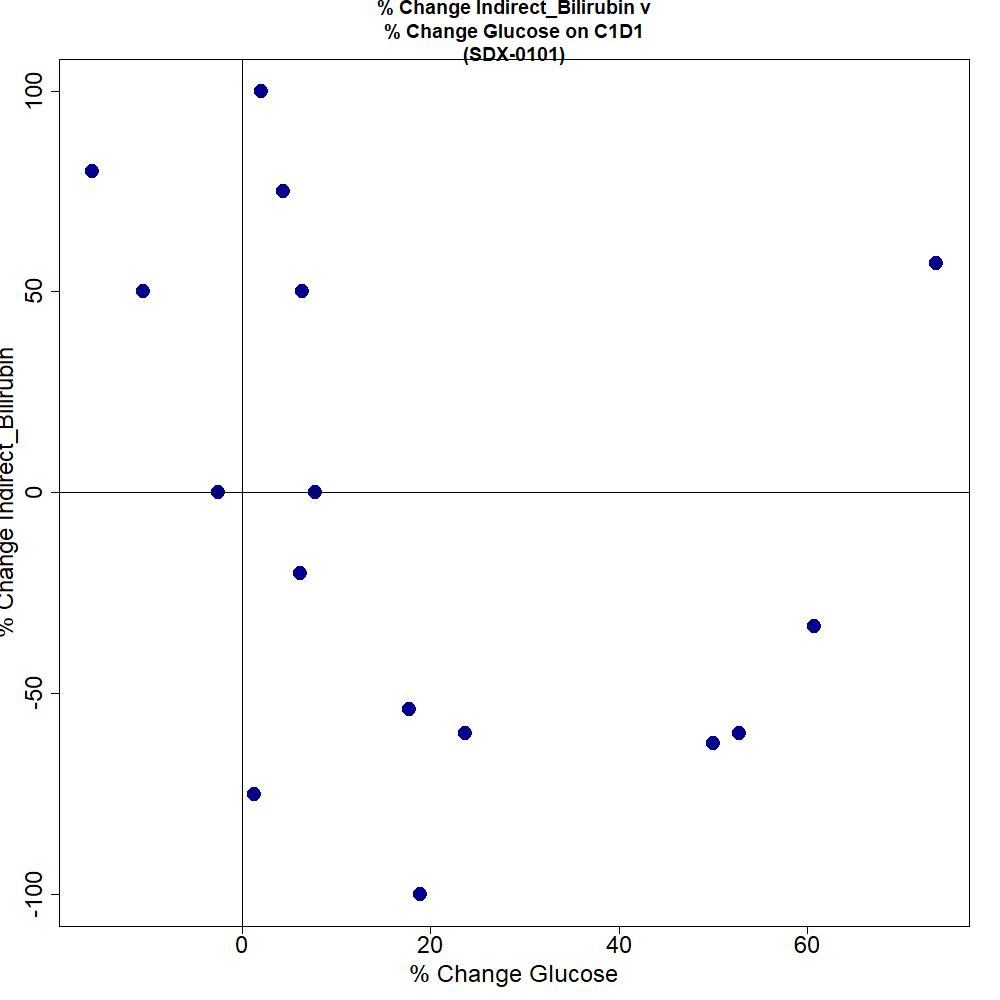 % Change Indirect_Bilirubin v
% Change Glucose on C1D1
(SDX-0101)
% Change Indirect_Bilirubin
100
50
0
-50
-100
0
20
40
60
% Change Glucose